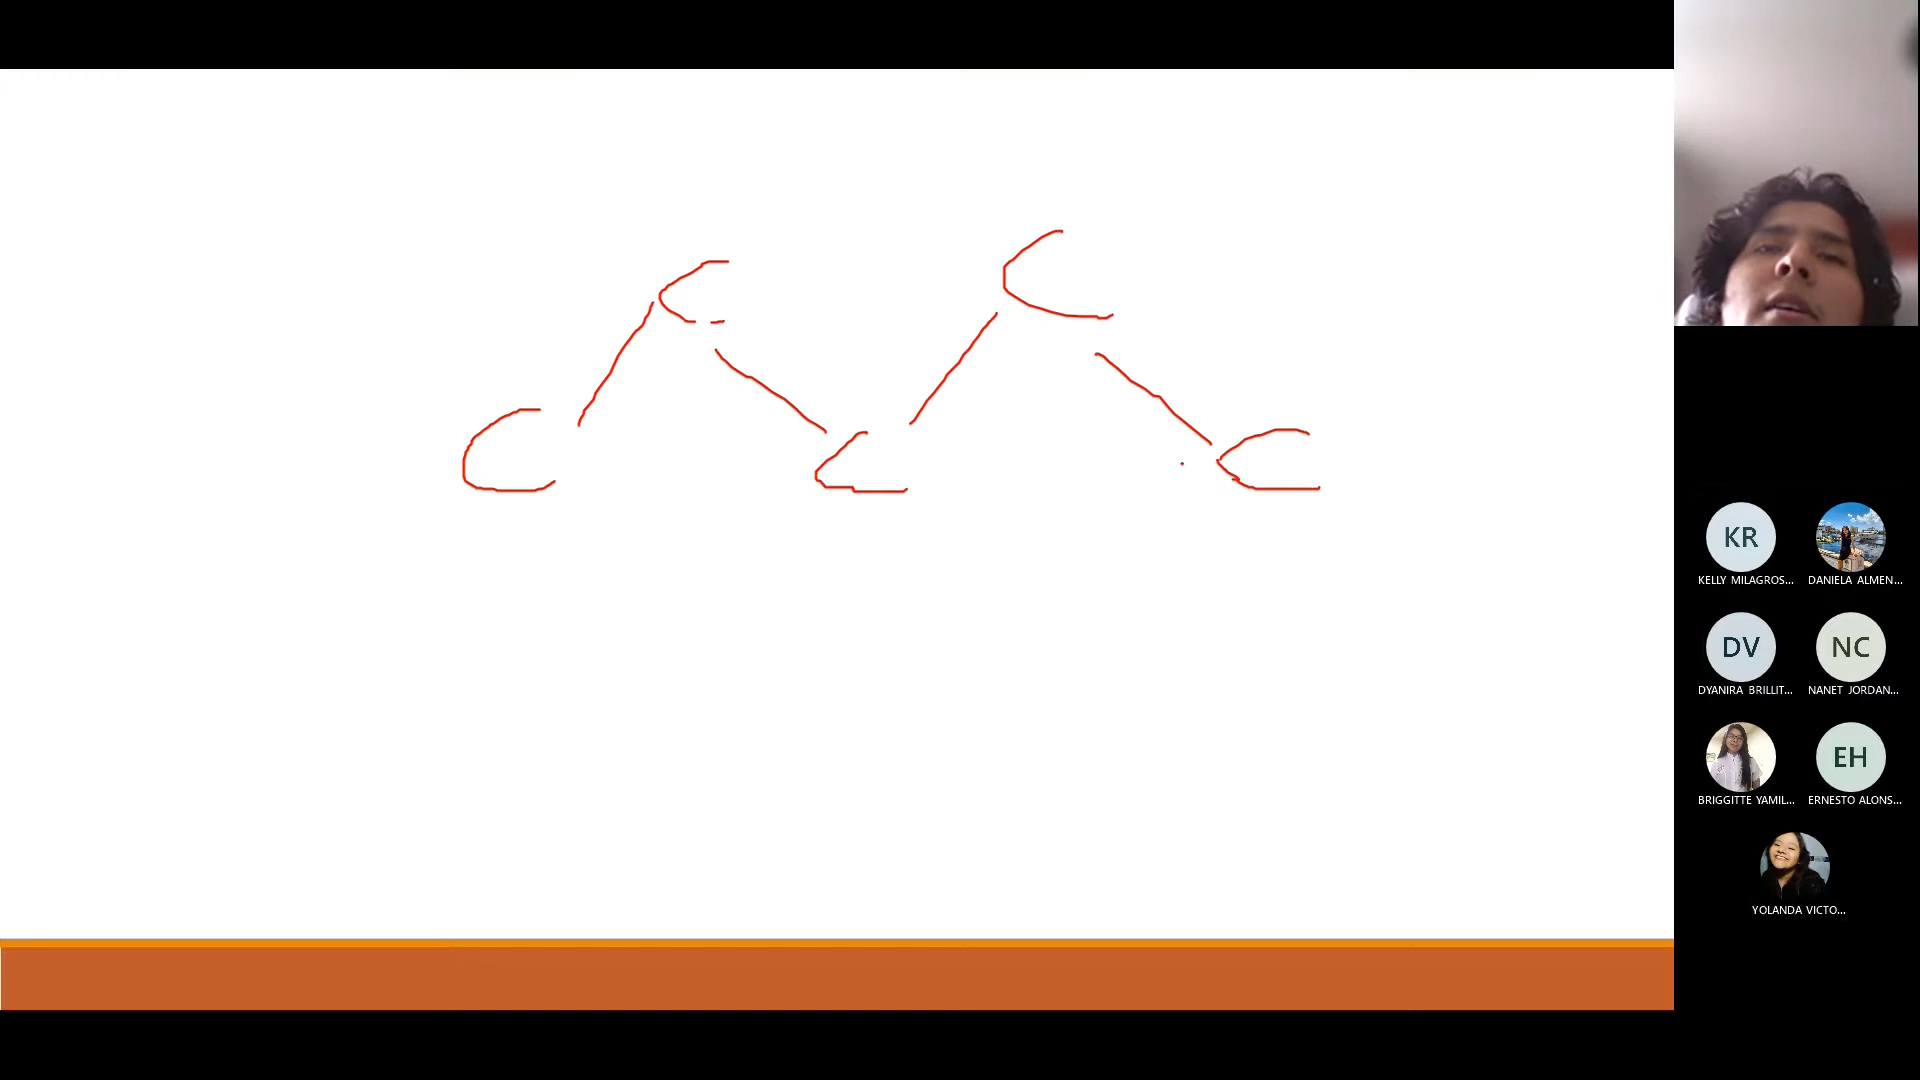 C C
C C C
KR
KELLY MILAGROS... DANIELA ALMEN...
DV NC
DYANIRA BRILLIT... NANET JORDAN...
EH
BRIGGITTE YAMIL... ERNESTO ALONS...
YOLANDA VICTO...